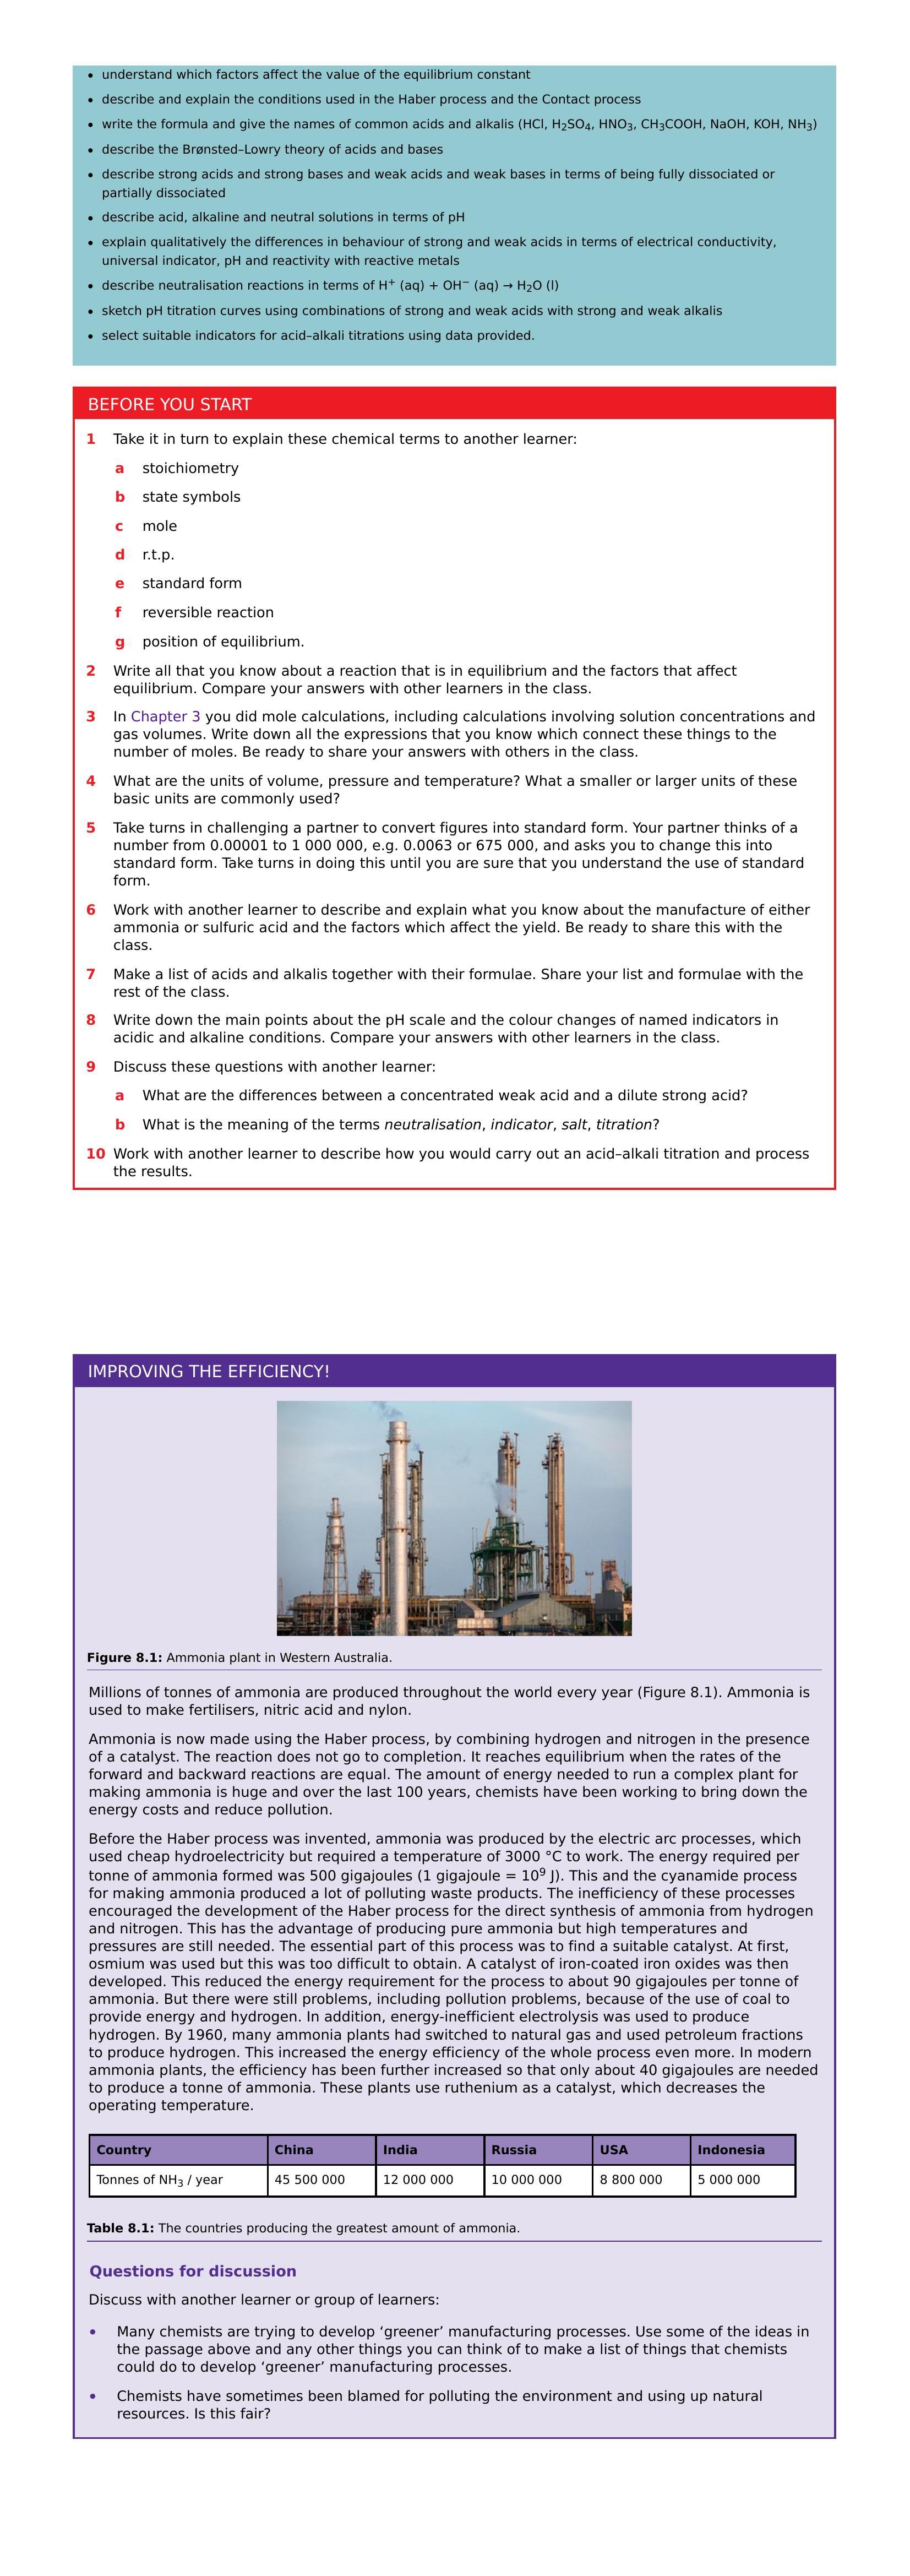 • understand which factors affect the value of the equilibrium constant
• describe and explain the conditions used in the Haber process and the Contact process
• write the formula and give the names of common acids and alkalis (HCl, H₂SO₄, HNO₃, CH₃COOH, NaOH, KOH, NH₃)
• describe the Brønsted–Lowry theory of acids and bases
• describe strong acids and strong bases and weak acids and weak bases in terms of being fully dissociated or
partially dissociated
• describe acid, alkaline and neutral solutions in terms of pH
• explain qualitatively the differences in behaviour of strong and weak acids in terms of electrical conductivity,
universal indicator, pH and reactivity with reactive metals
• describe neutralisation reactions in terms of H⁺ (aq) + OH⁻ (aq) → H₂O (l)
• sketch pH titration curves using combinations of strong and weak acids with strong and weak alkalis
• select suitable indicators for acid–alkali titrations using data provided.
BEFORE YOU START
1 Take it in turn to explain these chemical terms to another learner:
a stoichiometry
b state symbols
c mole
d r.t.p.
e standard form
f reversible reaction
g position of equilibrium.
2 Write all that you know about a reaction that is in equilibrium and the factors that affect
equilibrium. Compare your answers with other learners in the class.
3 In Chapter 3 you did mole calculations, including calculations involving solution concentrations and
gas volumes. Write down all the expressions that you know which connect these things to the
number of moles. Be ready to share your answers with others in the class.
4 What are the units of volume, pressure and temperature? What a smaller or larger units of these
basic units are commonly used?
5 Take turns in challenging a partner to convert figures into standard form. Your partner thinks of a
number from 0.00001 to 1 000 000, e.g. 0.0063 or 675 000, and asks you to change this into
standard form. Take turns in doing this until you are sure that you understand the use of standard
form.
6 Work with another learner to describe and explain what you know about the manufacture of either
ammonia or sulfuric acid and the factors which affect the yield. Be ready to share this with the
class.
7 Make a list of acids and alkalis together with their formulae. Share your list and formulae with the
rest of the class.
8 Write down the main points about the pH scale and the colour changes of named indicators in
acidic and alkaline conditions. Compare your answers with other learners in the class.
9 Discuss these questions with another learner:
a What are the differences between a concentrated weak acid and a dilute strong acid?
b What is the meaning of the terms neutralisation, indicator, salt, titration?
10 Work with another learner to describe how you would carry out an acid–alkali titration and process
the results.
IMPROVING THE EFFICIENCY!
Figure 8.1: Ammonia plant in Western Australia.
Millions of tonnes of ammonia are produced throughout the world every year (Figure 8.1). Ammonia is
used to make fertilisers, nitric acid and nylon.
Ammonia is now made using the Haber process, by combining hydrogen and nitrogen in the presence
of a catalyst. The reaction does not go to completion. It reaches equilibrium when the rates of the
forward and backward reactions are equal. The amount of energy needed to run a complex plant for
making ammonia is huge and over the last 100 years, chemists have been working to bring down the
energy costs and reduce pollution.
Before the Haber process was invented, ammonia was produced by the electric arc processes, which
used cheap hydroelectricity but required a temperature of 3000 °C to work. The energy required per
tonne of ammonia formed was 500 gigajoules (1 gigajoule = 10⁹ J). This and the cyanamide process
for making ammonia produced a lot of polluting waste products. The inefficiency of these processes
encouraged the development of the Haber process for the direct synthesis of ammonia from hydrogen
and nitrogen. This has the advantage of producing pure ammonia but high temperatures and
pressures are still needed. The essential part of this process was to find a suitable catalyst. At first,
osmium was used but this was too difficult to obtain. A catalyst of iron-coated iron oxides was then
developed. This reduced the energy requirement for the process to about 90 gigajoules per tonne of
ammonia. But there were still problems, including pollution problems, because of the use of coal to
provide energy and hydrogen. In addition, energy-inefficient electrolysis was used to produce
hydrogen. By 1960, many ammonia plants had switched to natural gas and used petroleum fractions
to produce hydrogen. This increased the energy efficiency of the whole process even more. In modern
ammonia plants, the efficiency has been further increased so that only about 40 gigajoules are needed
to produce a tonne of ammonia. These plants use ruthenium as a catalyst, which decreases the
operating temperature.
Country China India Russia USA Indonesia
Tonnes of NH₃ / year 45 500 000 12 000 000 10 000 000 8 800 000 5 000 000
Table 8.1: The countries producing the greatest amount of ammonia.
Questions for discussion
Discuss with another learner or group of learners:
• Many chemists are trying to develop ‘greener’ manufacturing processes. Use some of the ideas in
the passage above and any other things you can think of to make a list of things that chemists
could do to develop ‘greener’ manufacturing processes.
• Chemists have sometimes been blamed for polluting the environment and using up natural
resources. Is this fair?